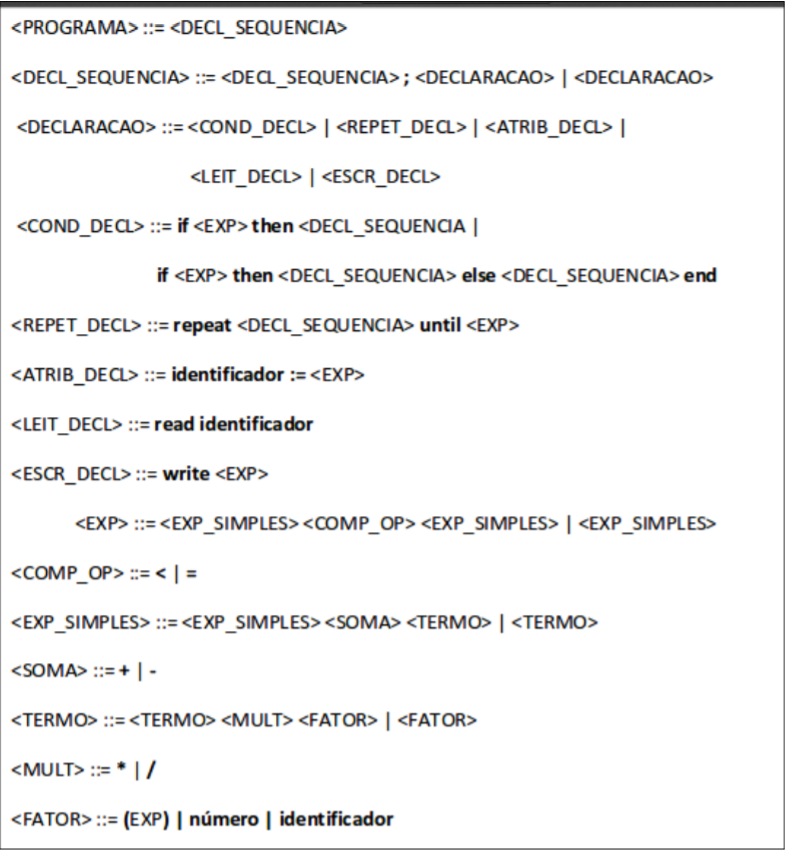 <PROGRAMA> ::= <DECL_SEQUENCIA>
<DECL_SEQUENCIA> ::= <DECL_SEQUENCIA> ; <DECLARACAO> | <DECLARACAO>
<DECLARACAO> ::= <COND_DECL> | <REPET_DECL> | <ATRIB_DECL> |
<LEIT_DECL> | <ESCR_DECL>
<COND_DECL> ::= if <EXP> then <DECL_SEQUENCIA |
if <EXP> then <DECL_SEQUENCIA> else <DECL_SEQUENCIA> end
<REPET_DECL> ::= repeat <DECL_SEQUENCIA> until <EXP>
<ATRIB_DECL> ::= identificador := <EXP>
<LEIT_DECL> ::= read identificador
<ESCR_DECL> ::= write <EXP>
<EXP> ::= <EXP_SIMPLES> <COMP_OP> <EXP_SIMPLES> | <EXP_SIMPLES>
<COMP_OP> ::= < | =
<EXP_SIMPLES> ::= <EXP_SIMPLES> <SOMA> <TERMO> | <TERMO>
<SOMA> ::= + | -
<TERMO> ::= <TERMO> <MULT> <FATOR> | <FATOR>
<MULT> ::= * | /
<FATOR> ::= (EXP) | número | identificador